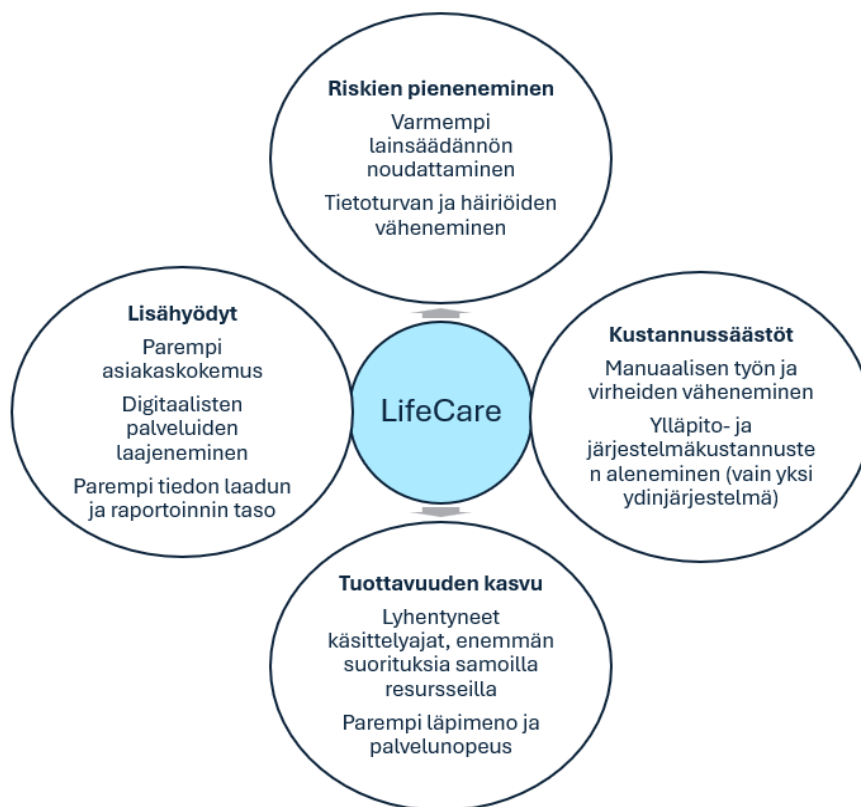 Riskien pieneneminen
Varmempi
lainsäädännön
noudattaminen
Tietoturvan ja häiriöiden
väheneminen
Lisähyödyt
Parempi
asiakaskokemus
Digitaalisten
palveluiden
laajeneminen
Parempi tiedon laadun
ja raportoinnin taso
LifeCare
Kustannussäästöt
Manuaalisen työn ja
virheiden väheneminen
Ylläpito- ja
järjestelmäkustannuste
n aleneminen (vain yksi
ydinjärjestelmä)
Tuottavuuden kasvu
Lyhentyneet
käsittelyajat, enemmän
suorituksia samoilla
resursseilla
Parempi läpimeno ja
palvelunopeus